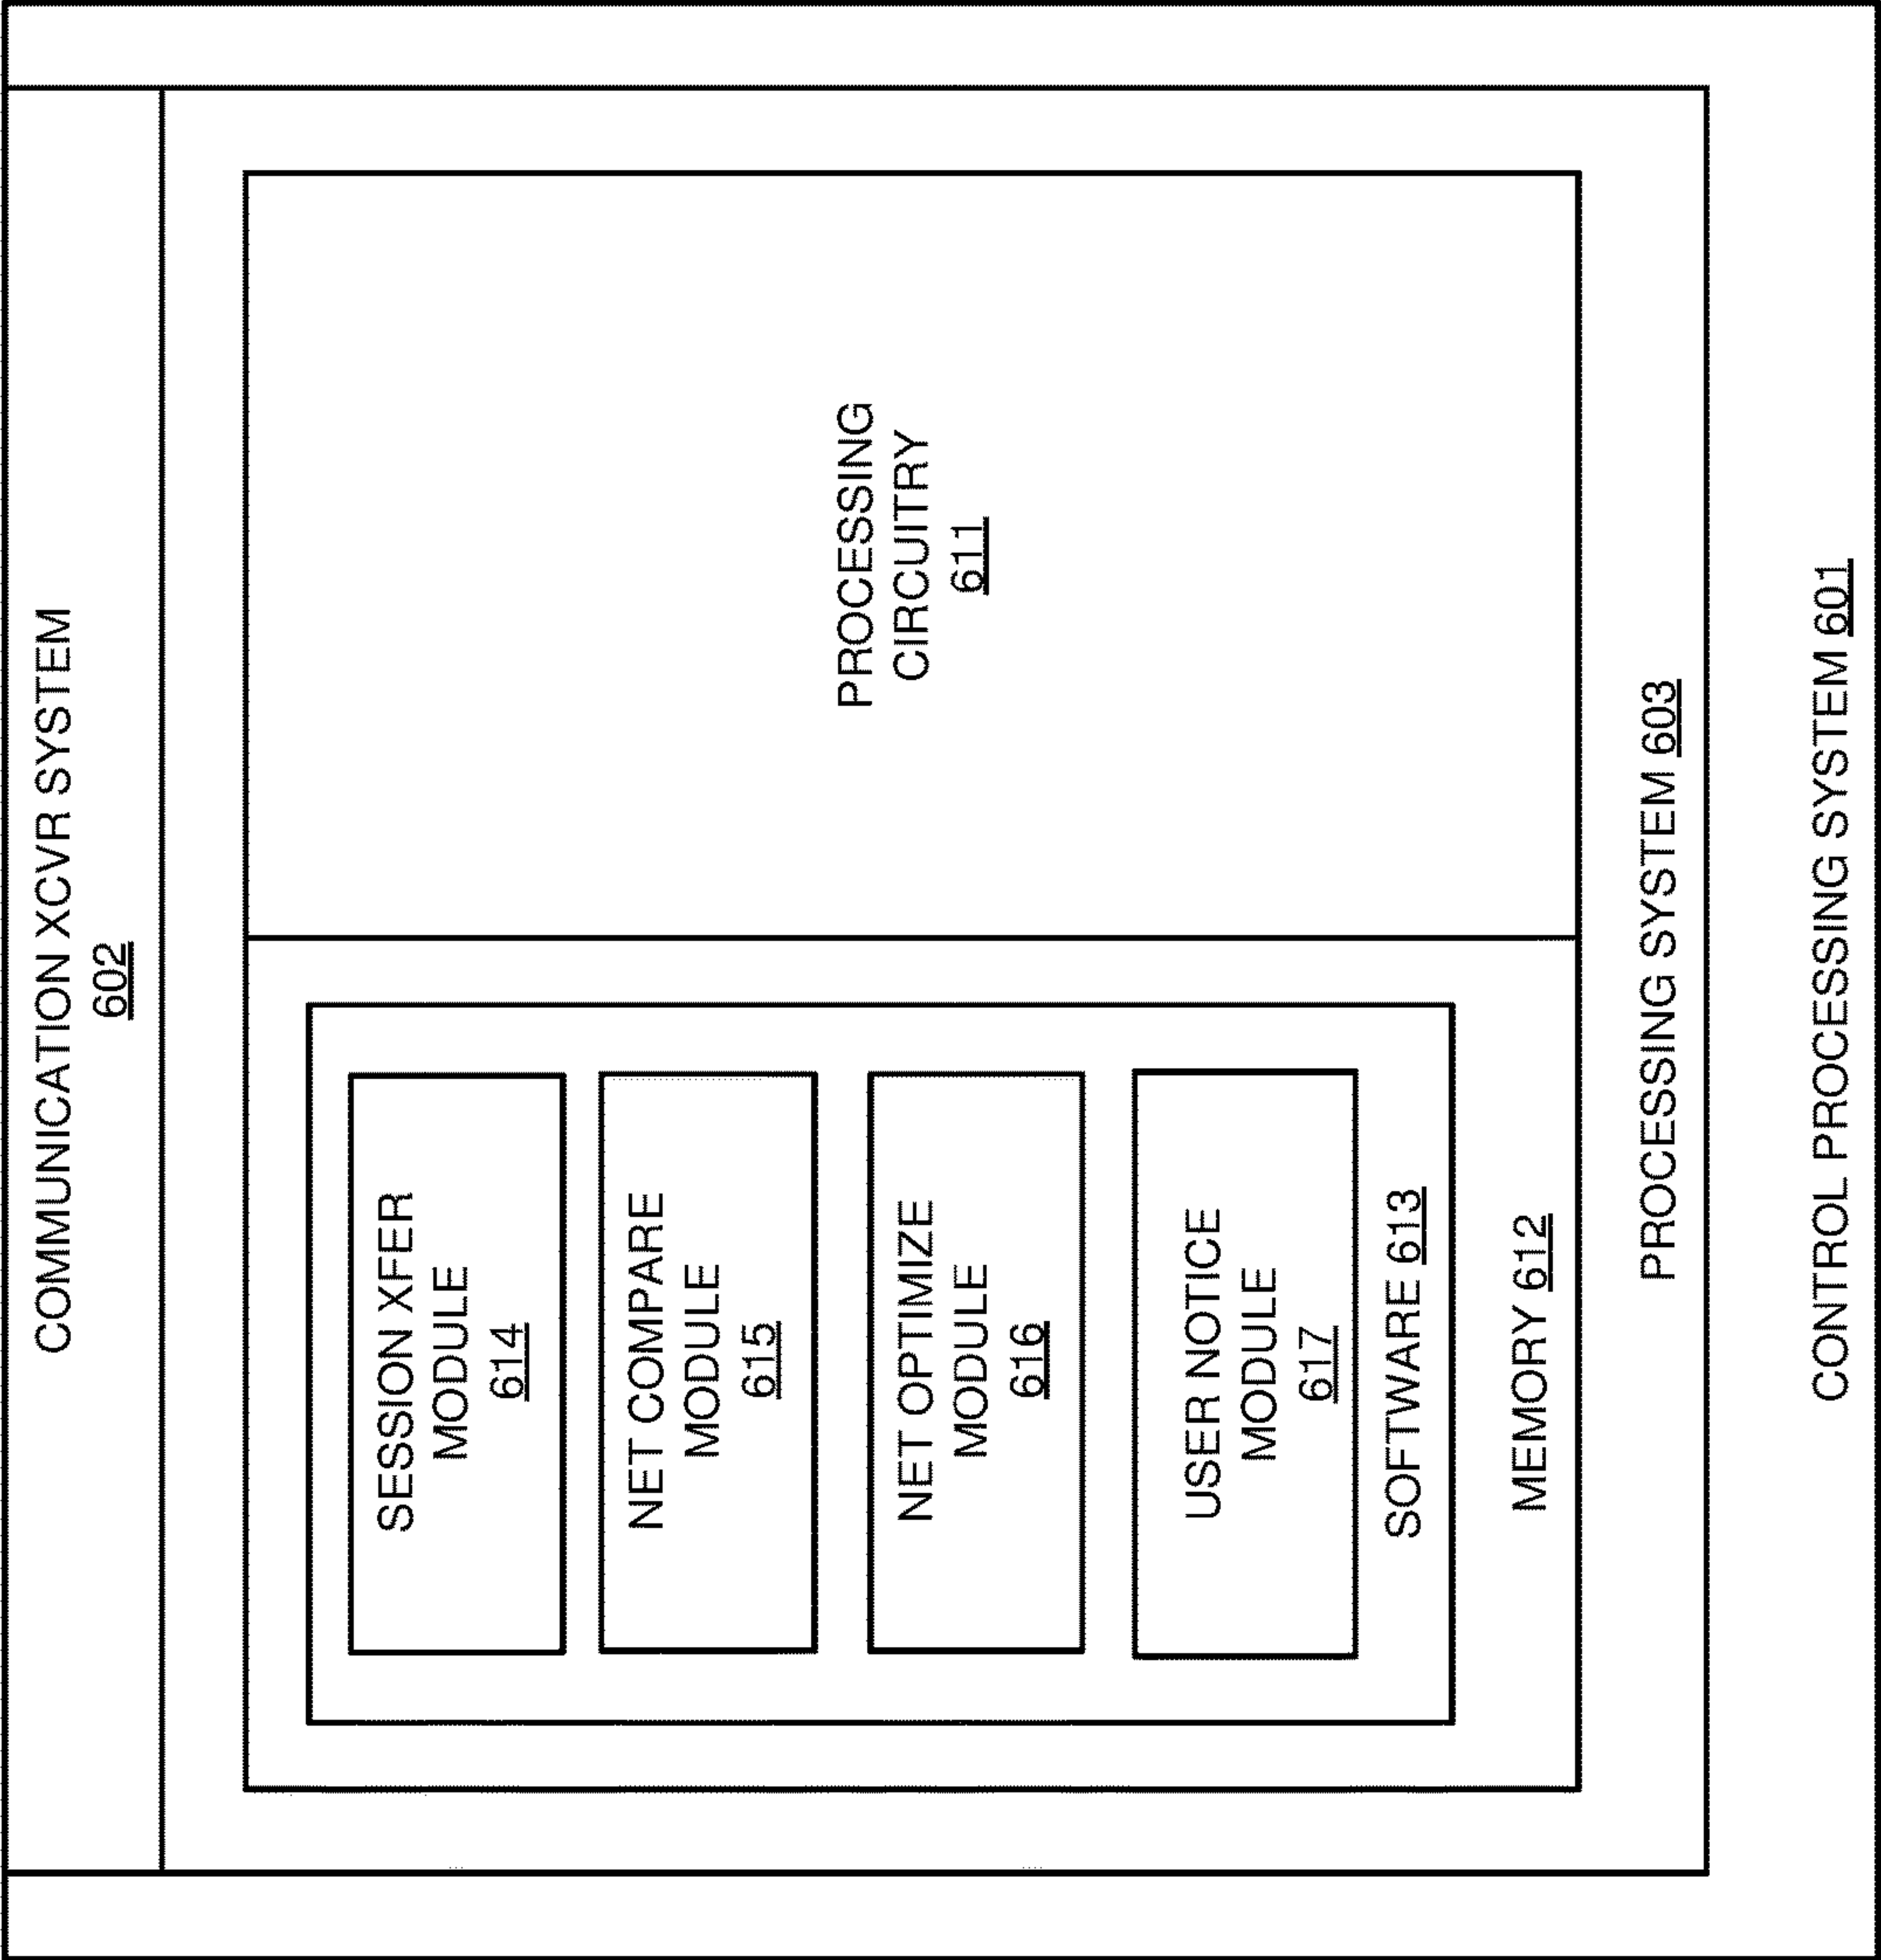 COMMUNICATION XCVR SYSTEM
602
SESSION XFER
MODULE
614
NET COMPARE
MODULE
615
NET OPTIMIZE
MODULE
616
USER NOTICE
MODULE
617
SOFTWARE 613
MEMORY 612
PROCESSING
CIRCUITRY
611
PROCESSING SYSTEM 603
CONTROL PROCESSING SYSTEM 601